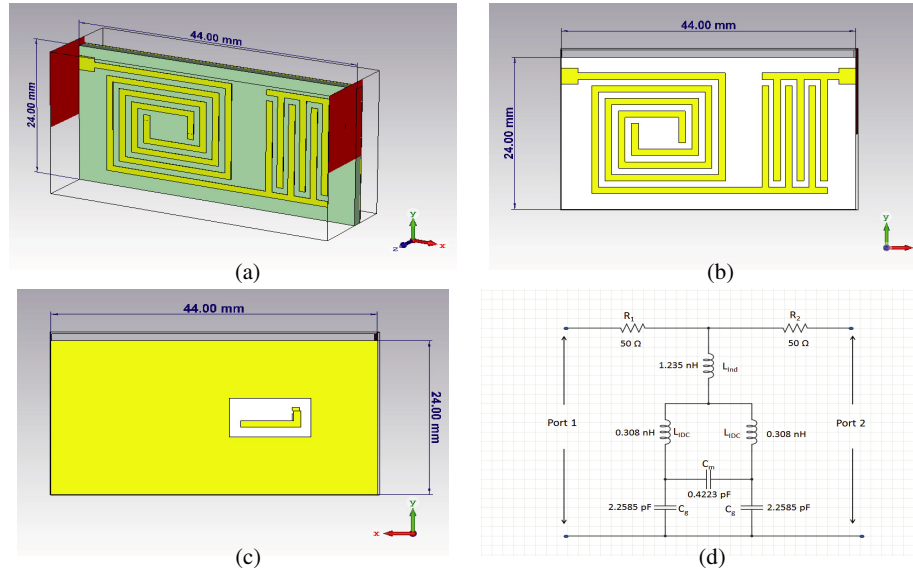 44.00 mm
24.00 mm
y
x
z
(a)
44.00 mm
24.00 mm
y
(b)
44.00 mm
24.00 mm
y
x
(c)
R1
R2
50 Ω
50 Ω
1.235 nH
LInd
Port 1
0.308 nH
LIDC
LIDC
0.308 nH
Port 2
Cm
0.4223 pF
2.2585 pF
Cg
Cg
2.2585 pF
(d)